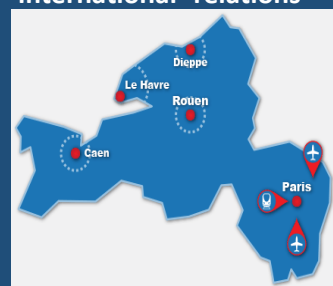 international relations
Dieppe
Le Havre
Rouen
Caen
Paris